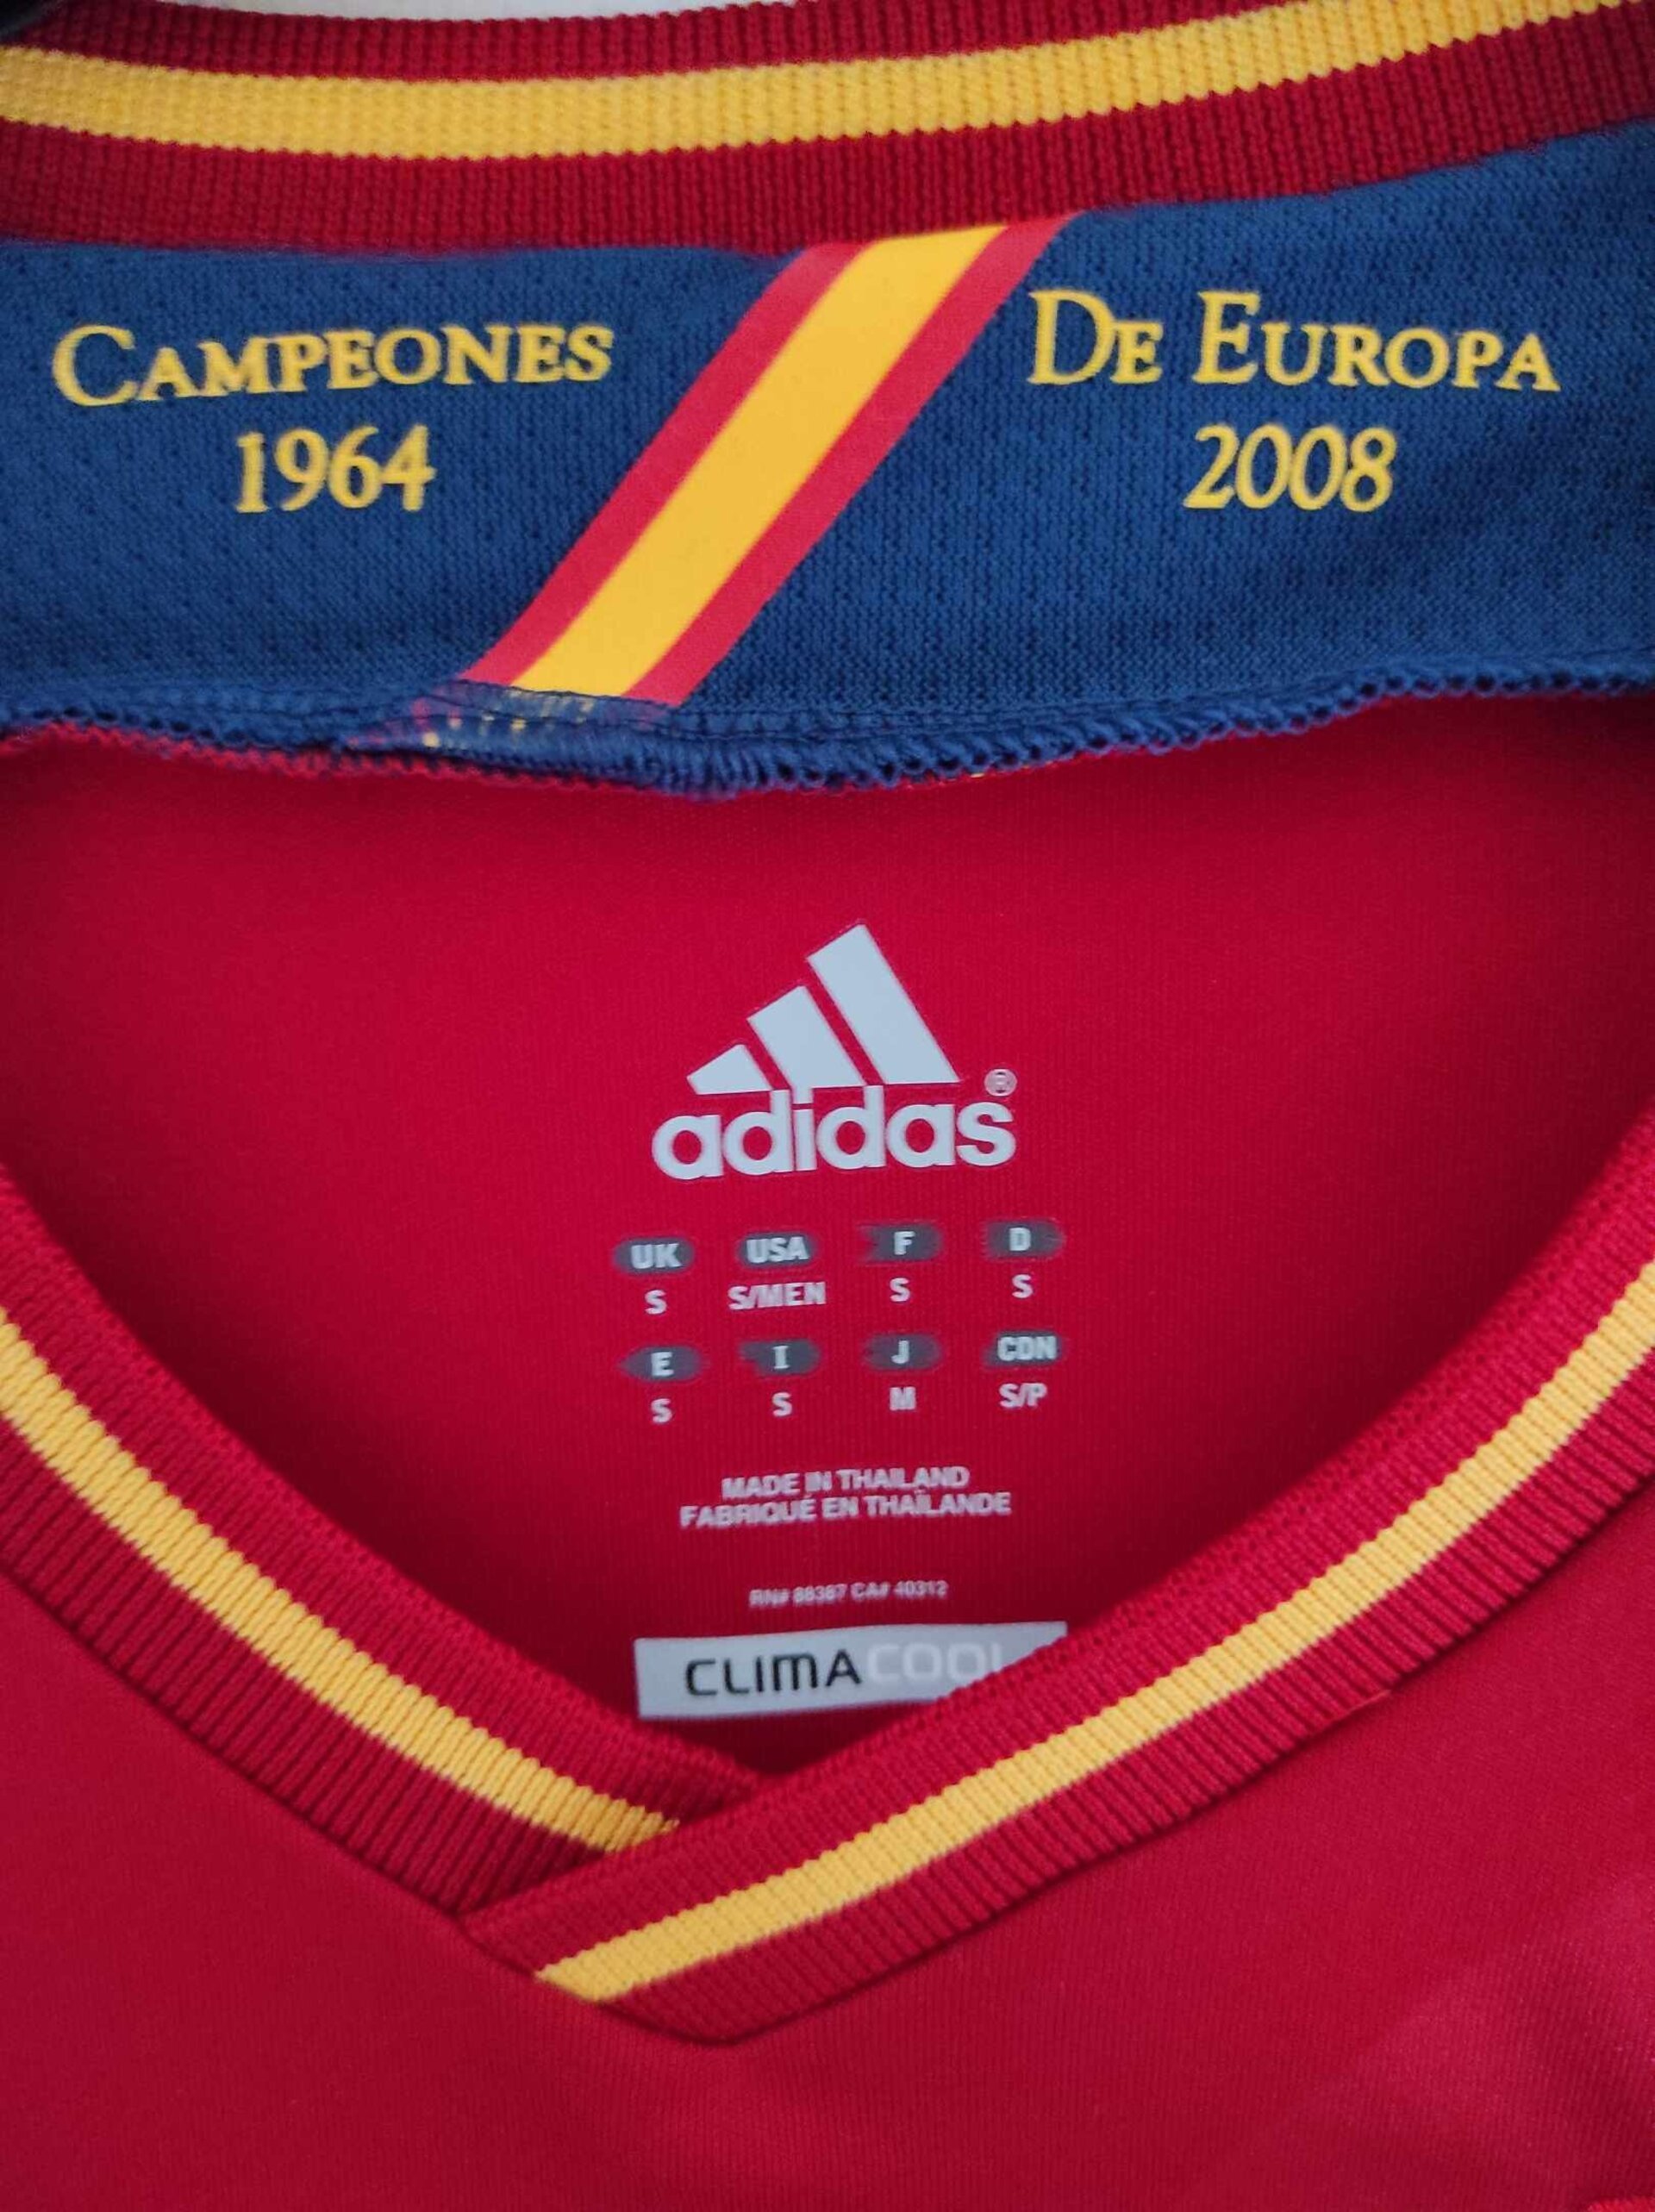 CAMPEONES DE EUROPA
1964 2008
adidas®
UK USA F D
S S/MEN S S
E I J CDN
S S M S/P
MADE IN THAILAND
FABRIQUÉ EN THAÏLANDE
RN# 88387 CA# 40312
CLIMACOOL